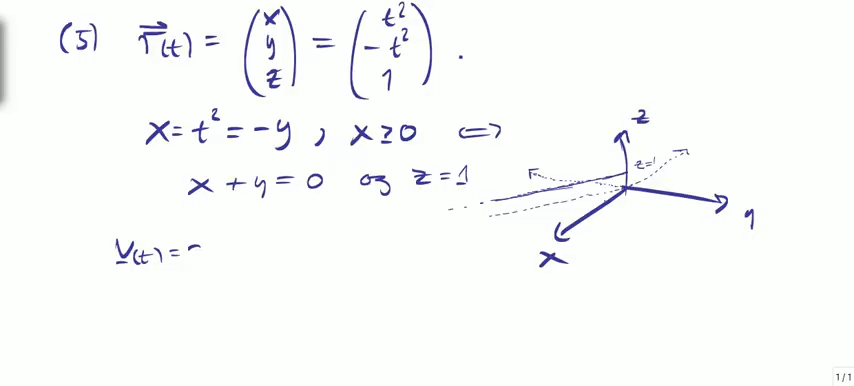 (5) r⃗(t) = (x y z) = (t² -t² 1).
x = t² = -y, x ≥ 0 ⇔
x + y = 0 og z = 1
z
z=1
y
x
v(t) =
1/1